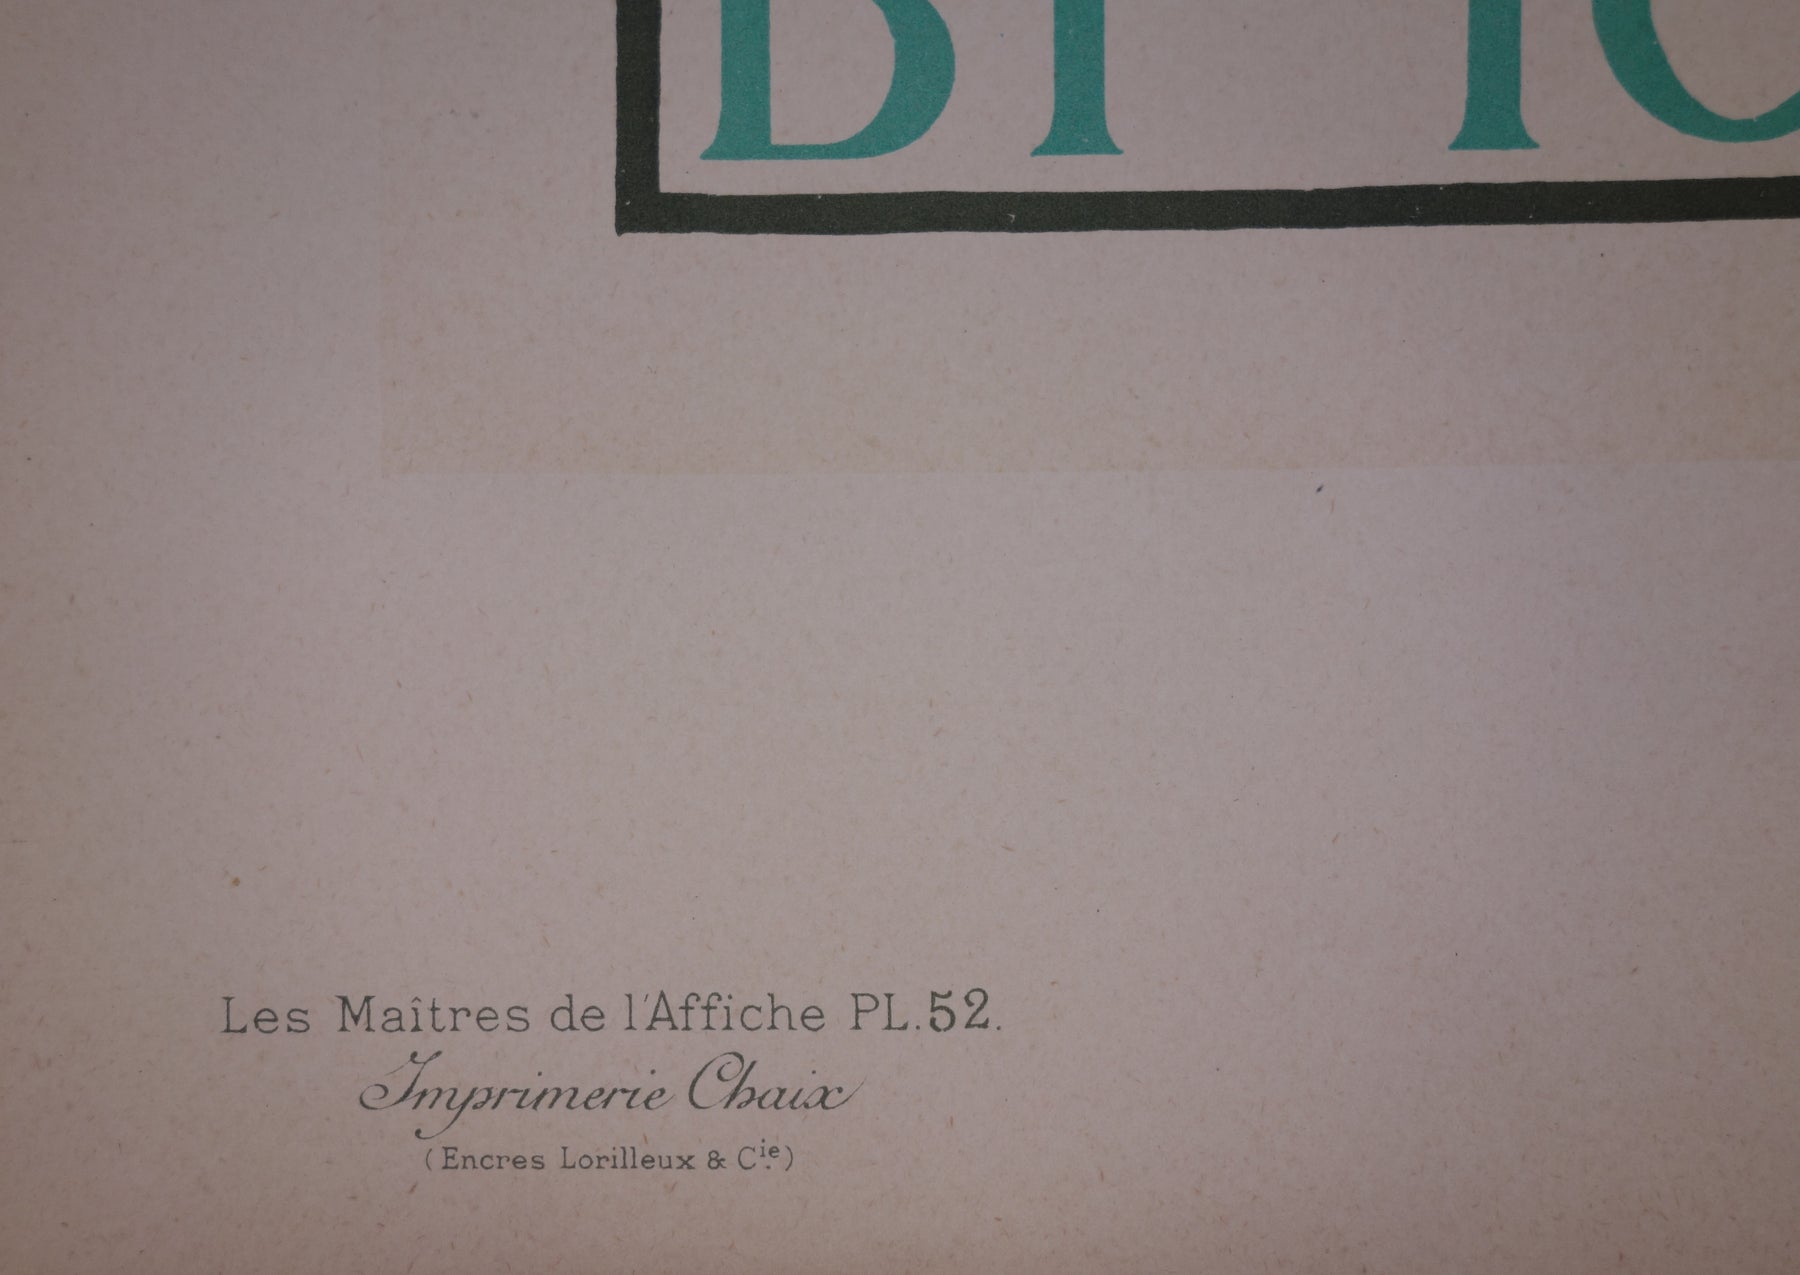 Les Maîtres de l'Affiche PL.52.
Imprimerie Chaix
(Encres Lorilleux & Cie)